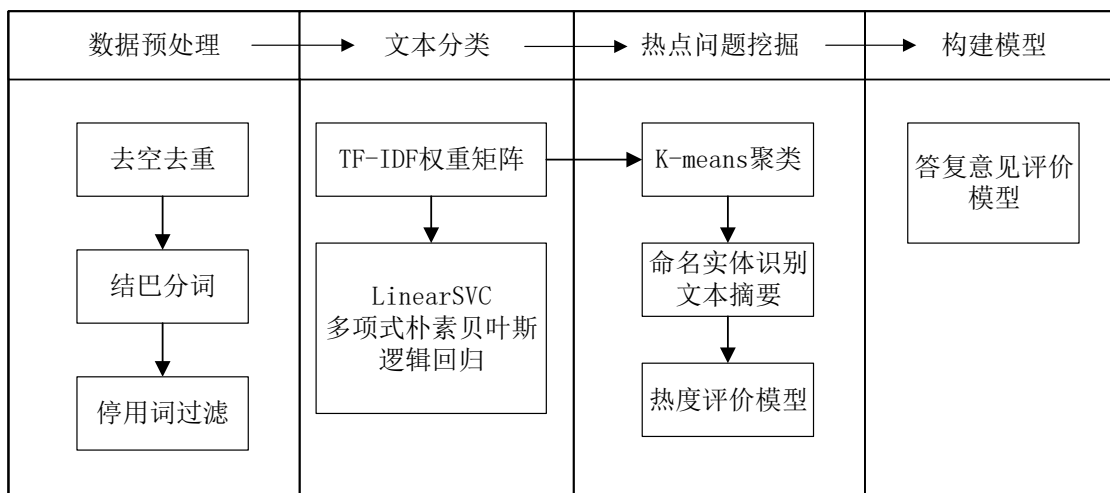 数据预处理
文本分类
热点问题挖掘
构建模型
去空去重
结巴分词
停用词过滤
TF-IDF权重矩阵
LinearSVC
多项式朴素贝叶斯
逻辑回归
K-means聚类
命名实体识别
文本摘要
热度评价模型
答复意见评价
模型